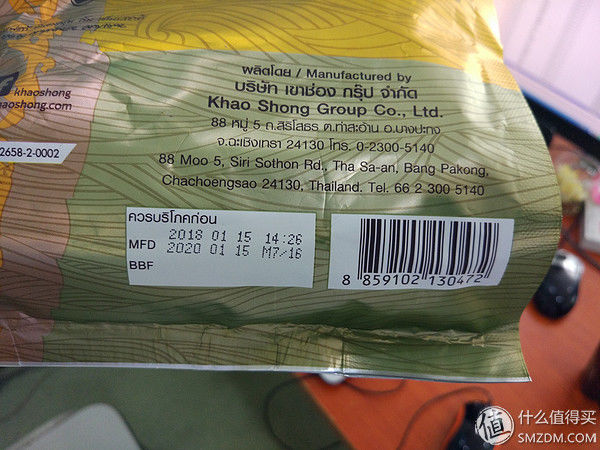 khaoshong
haoshong.com
2658-2-0002
ผลิตโดย / Manufactured by
บริษัท เขาช่อง กรุ๊ป จำกัด
Khao Shong Group Co., Ltd.
88 หมู่ 5 ถ.สิริโสธร ต.ท่าสะอ้าน อ.บางปะกง
จ.ฉะเชิงเทรา 24130 โทร. 0-2300-5140
88 Moo 5, Siri Sothon Rd., Tha Sa-an, Bang Pakong,
Chachoengsao 24130, Thailand. Tel. 66 2 300 5140
ควรบริโภคก่อน
2018 01 15 14:26
MFD 2020 01 15 M7/16
BBF
8 859102 130472
值 什么值得买
SMZDM.COM